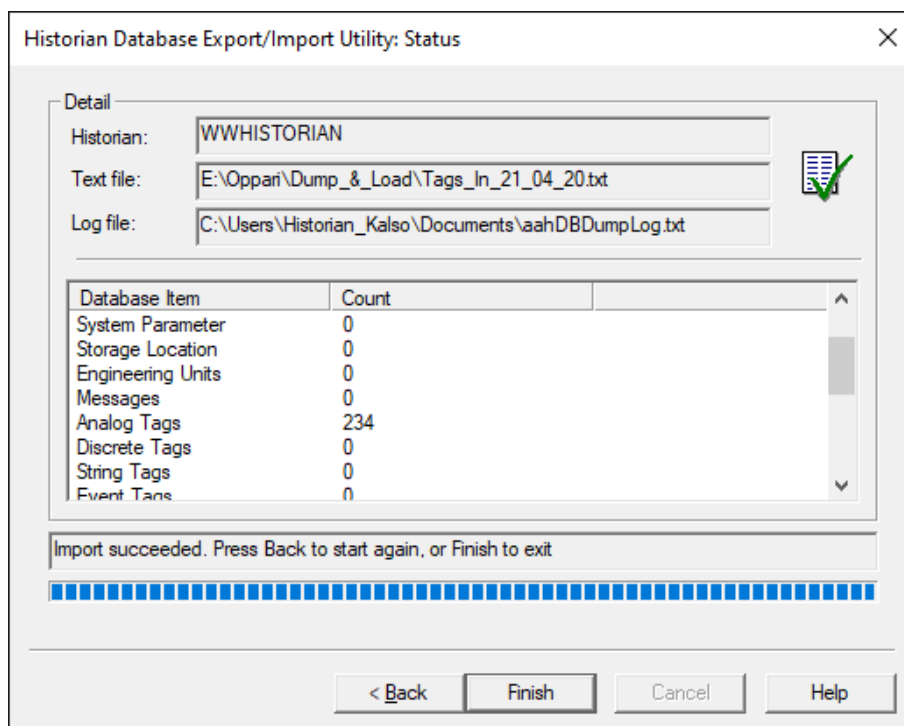 Historian Database Export/Import Utility: Status
Detail
Historian: WWHISTORIAN
Text file: E:\Oppari\Dump_&_Load\Tags_In_21_04_20.txt
Log file: C:\Users\Historian_Kalso\Documents\aahDBDumpLog.txt
Database Item Count
System Parameter 0
Storage Location 0
Engineering Units 0
Messages 0
Analog Tags 234
Discrete Tags 0
String Tags 0
Event Tags 0
Import succeeded. Press Back to start again, or Finish to exit
< Back Finish Cancel Help